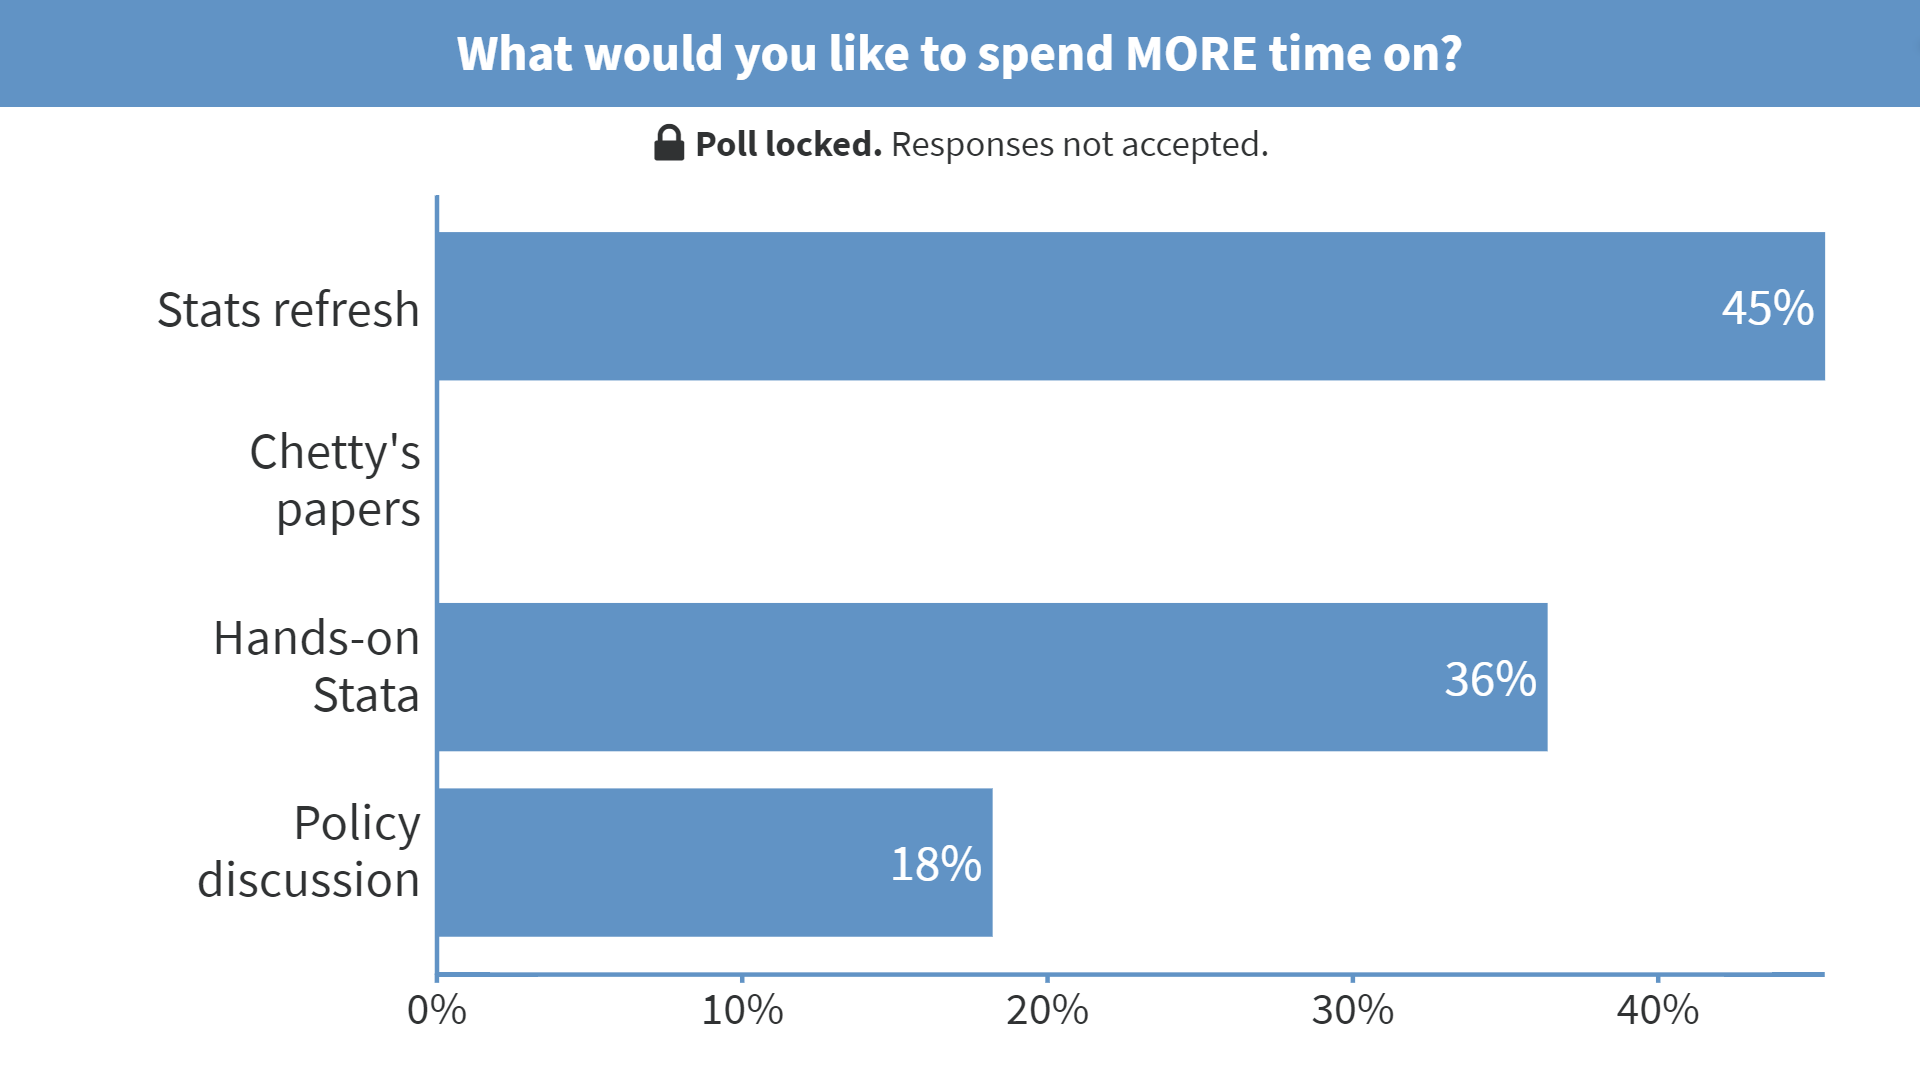 What would you like to spend MORE time on?
Poll locked. Responses not accepted.
Stats refresh
45%
Chetty's
papers
Hands-on
Stata
36%
Policy
discussion
18%
0% 10% 20% 30% 40%